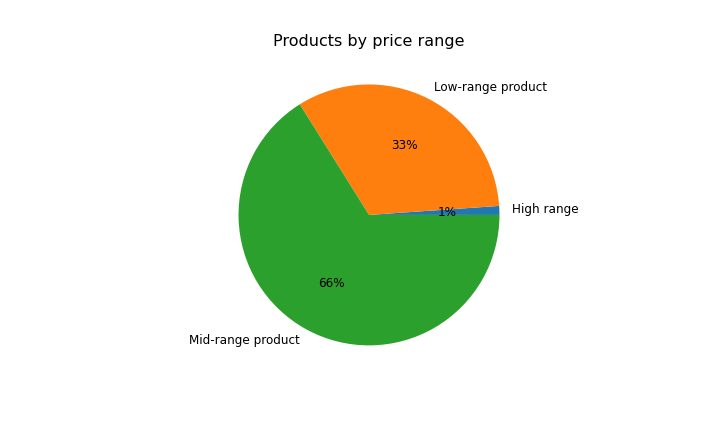 Products by price range
Low-range product
33%
1%
High range
66%
Mid-range product